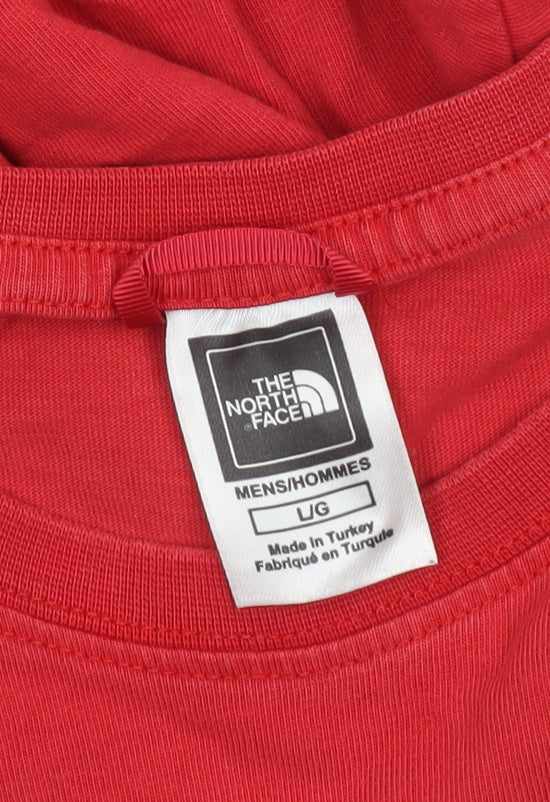 THE
NORTH
®FACE
MENS/HOMMES
L/G
Made in Turkey
Fabriqué en Turquie